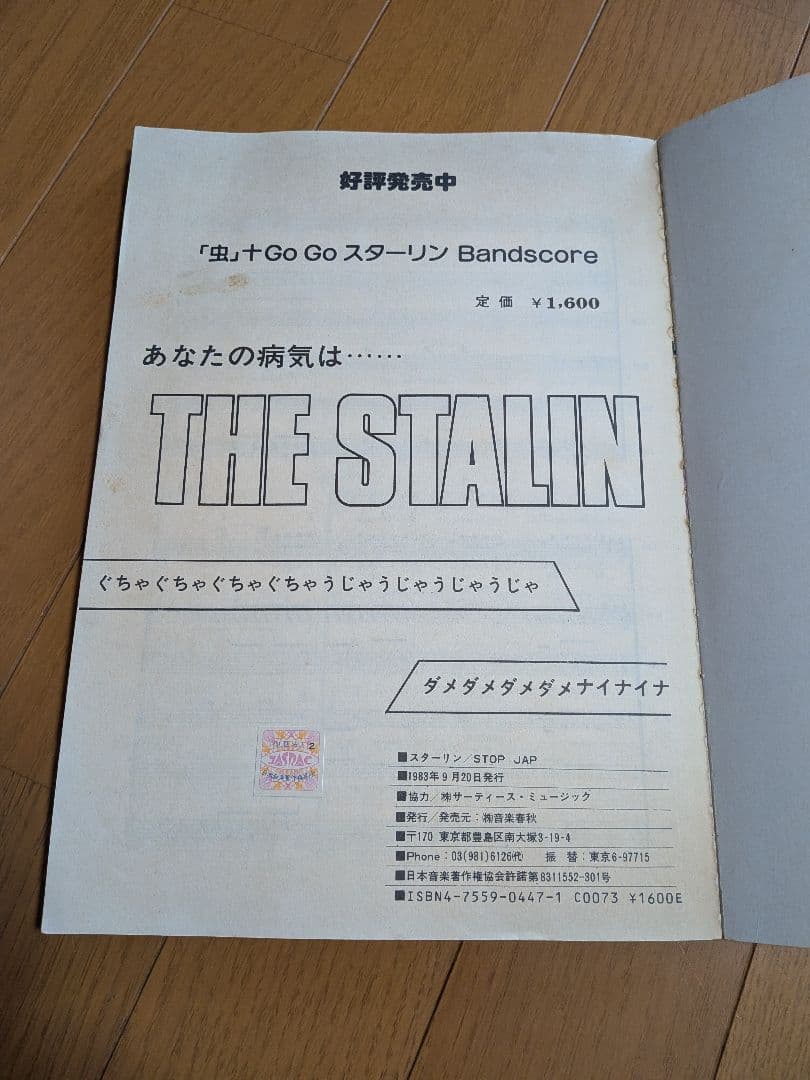 好評発売中
「虫」+Go Go スターリン Bandscore
定価 ¥1,600
あなたの病気は……
THE STALIN
ぐちゃぐちゃぐちゃぐちゃうじゃうじゃうじゃうじゃ
ダメダメダメダメナイナイナ
■スターリン/STOP JAP
■1983年9月20日発行
■協力/㈱サーティース・ミュージック
■発行/発売元:㈱音楽春秋
■〒170 東京都豊島区南大塚3-19-4
■Phone:03(981)6126㈹ 振替:東京6-97715
■日本音楽著作権協会許諾第8311552-301号
■ISBN4-7559-0447-1 C0073 ¥1600E
JASRAC
2